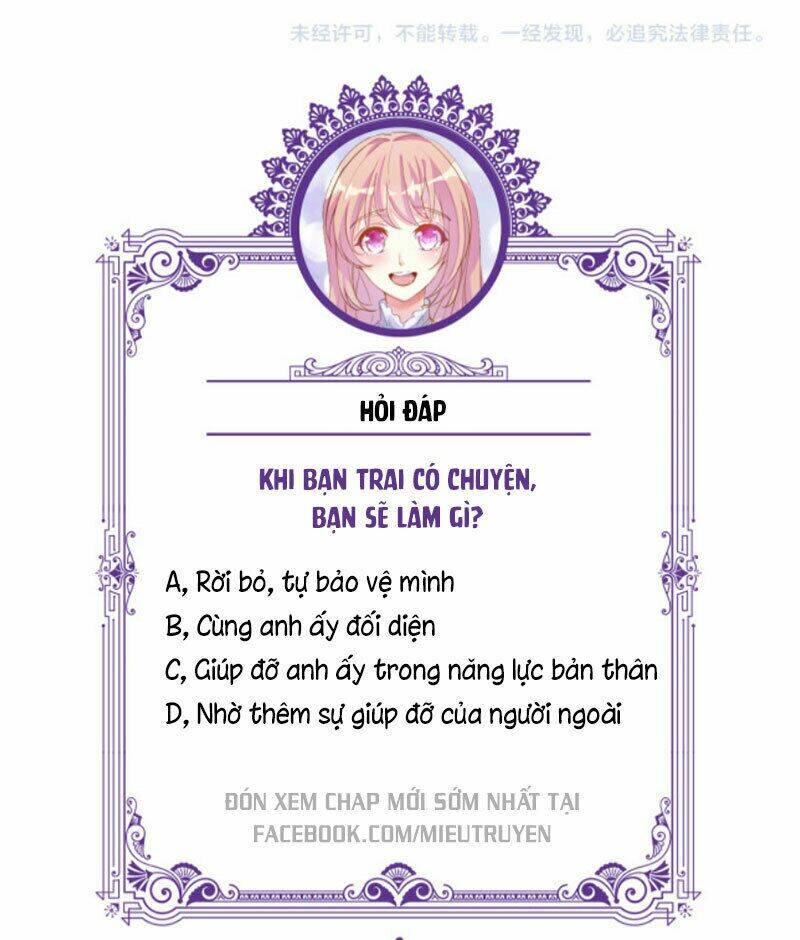 未经许可，不能转载。一经发现，必追究法律责任。
HỎI ĐÁP
KHI BẠN TRAI CÓ CHUYỆN,
BẠN SẼ LÀM GÌ?
A, Rời bỏ, tự bảo vệ mình
B, Cùng anh ấy đối diện
C, Giúp đỡ anh ấy trong năng lực bản thân
D, Nhờ thêm sự giúp đỡ của người ngoài
ĐÓN XEM CHAP MỚI SỚM NHẤT TẠI
FACEBOOK.COM/MIEUTRUYEN